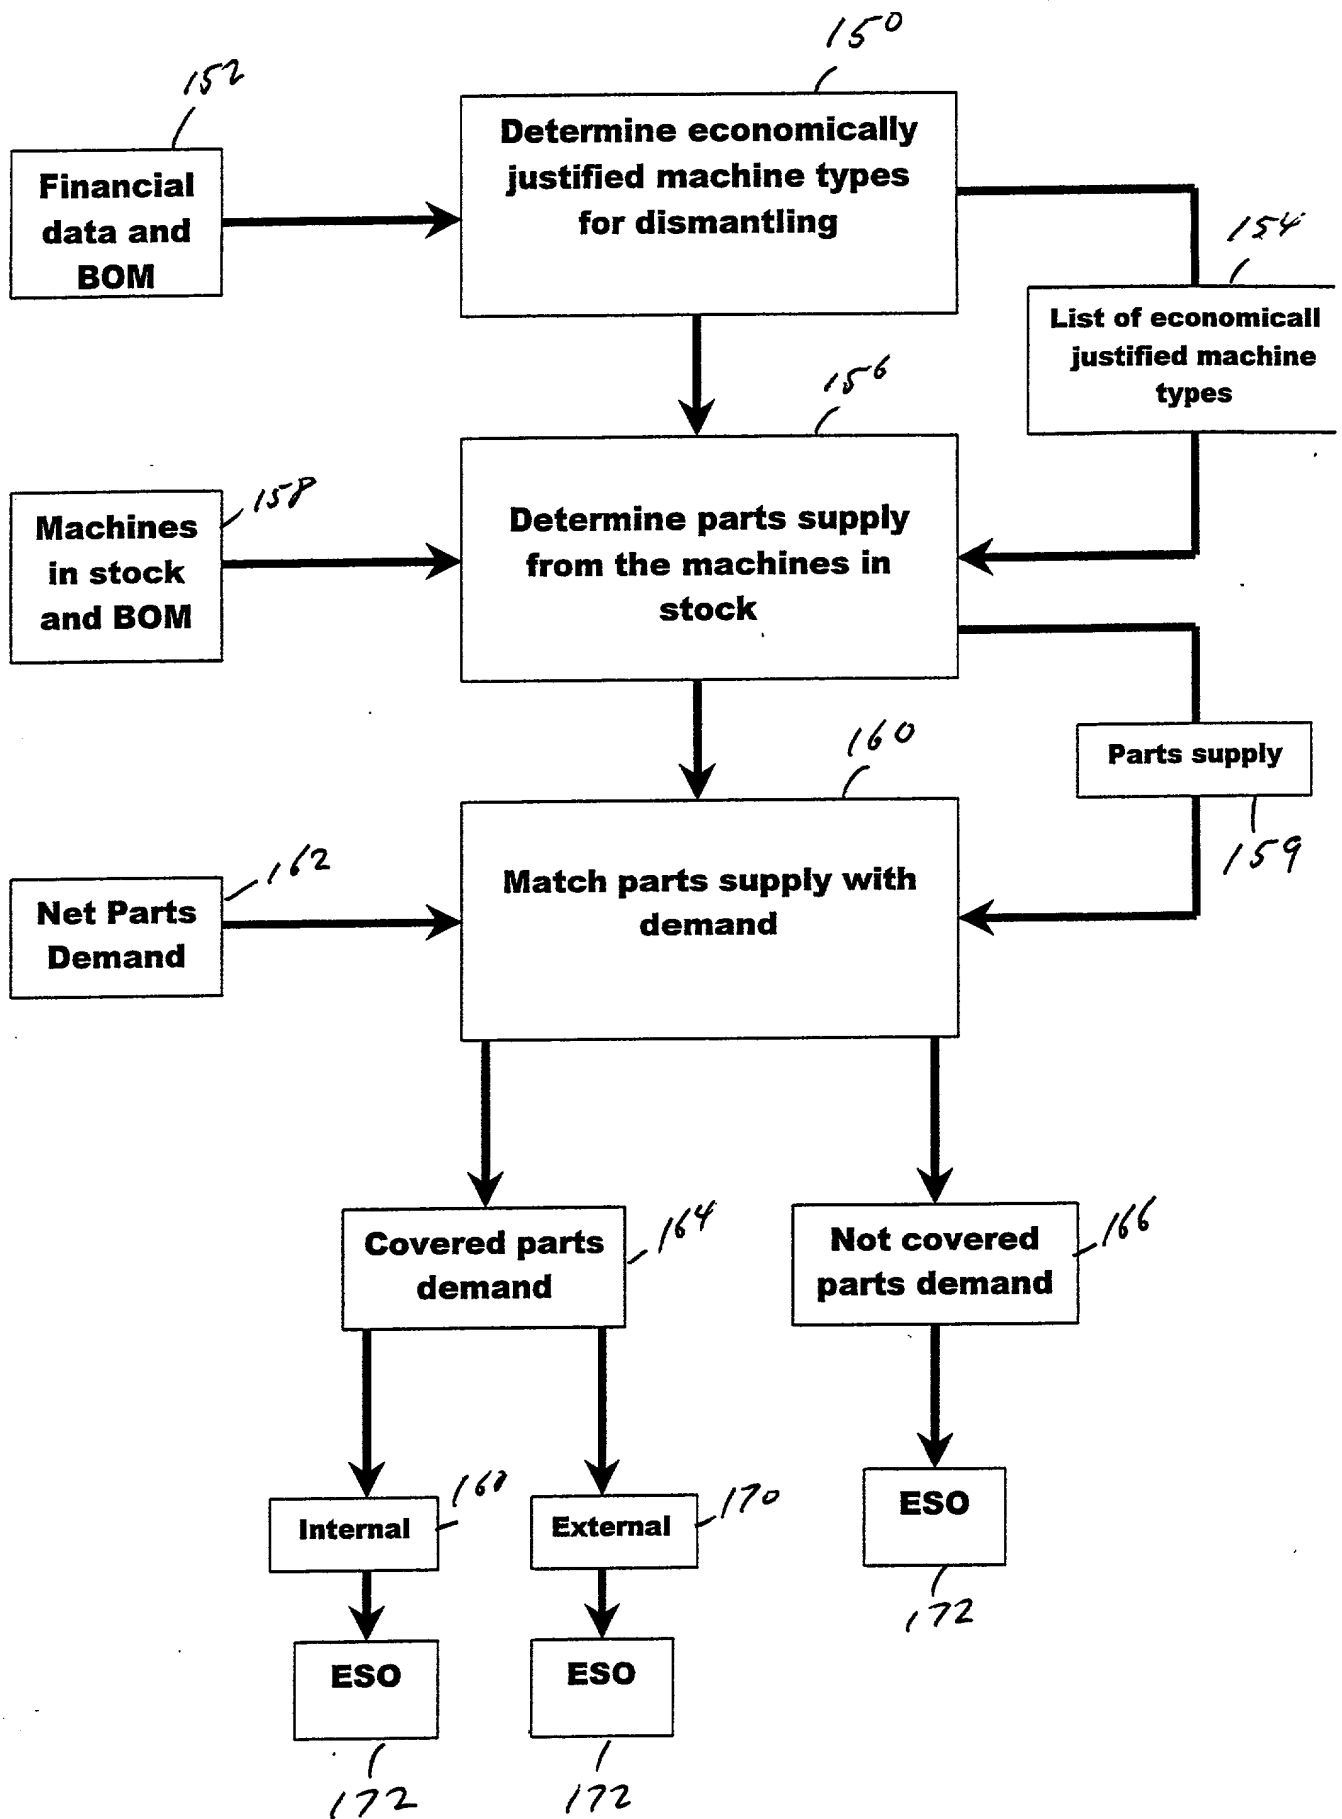 150
152
Determine economically
justified machine types
for dismantling
Financial
data and
BOM
154
List of economicall
justified machine
types
156
158
Machines
in stock
and BOM
Determine parts supply
from the machines in
stock
160
Parts supply
159
162
Net Parts
Demand
Match parts supply with
demand
164
Covered parts
demand
166
Not covered
parts demand
168
Internal
170
External
ESO
172
ESO
172
ESO
172